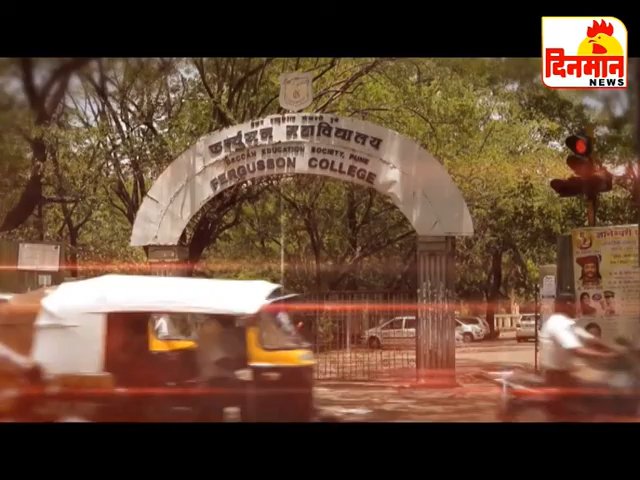 दिनमान
NEWS
फर्ग्युसन महाविद्यालय
DECCAN EDUCATION SOCIETY, PUNE
FERGUSSON COLLEGE